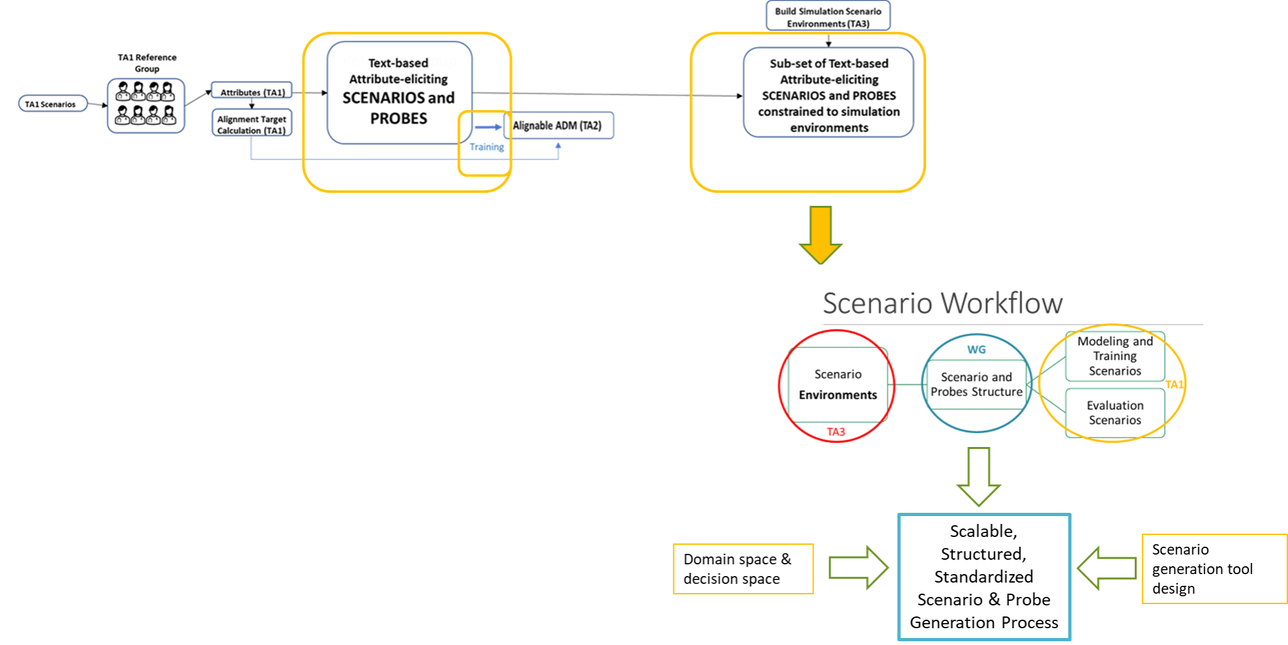 Build Simulation Scenario
Environments (TA3)
TA1 Reference
Group
TA1 Scenarios
Attributes (TA1)
Alignment Target
Calculation (TA1)
Text-based
Attribute-eliciting
SCENARIOS and
PROBES
Training
Alignable ADM (TA2)
Sub-set of Text-based
Attribute-eliciting
SCENARIOS and PROBES
constrained to simulation
environments
Scenario Workflow
Scenario
Environments
TA3
WG
Scenario and
Probes Structure
Modeling and
Training
Scenarios
TA1
Evaluation
Scenarios
Domain space &
decision space
Scalable,
Structured,
Standardized
Scenario & Probe
Generation Process
Scenario
generation tool
design